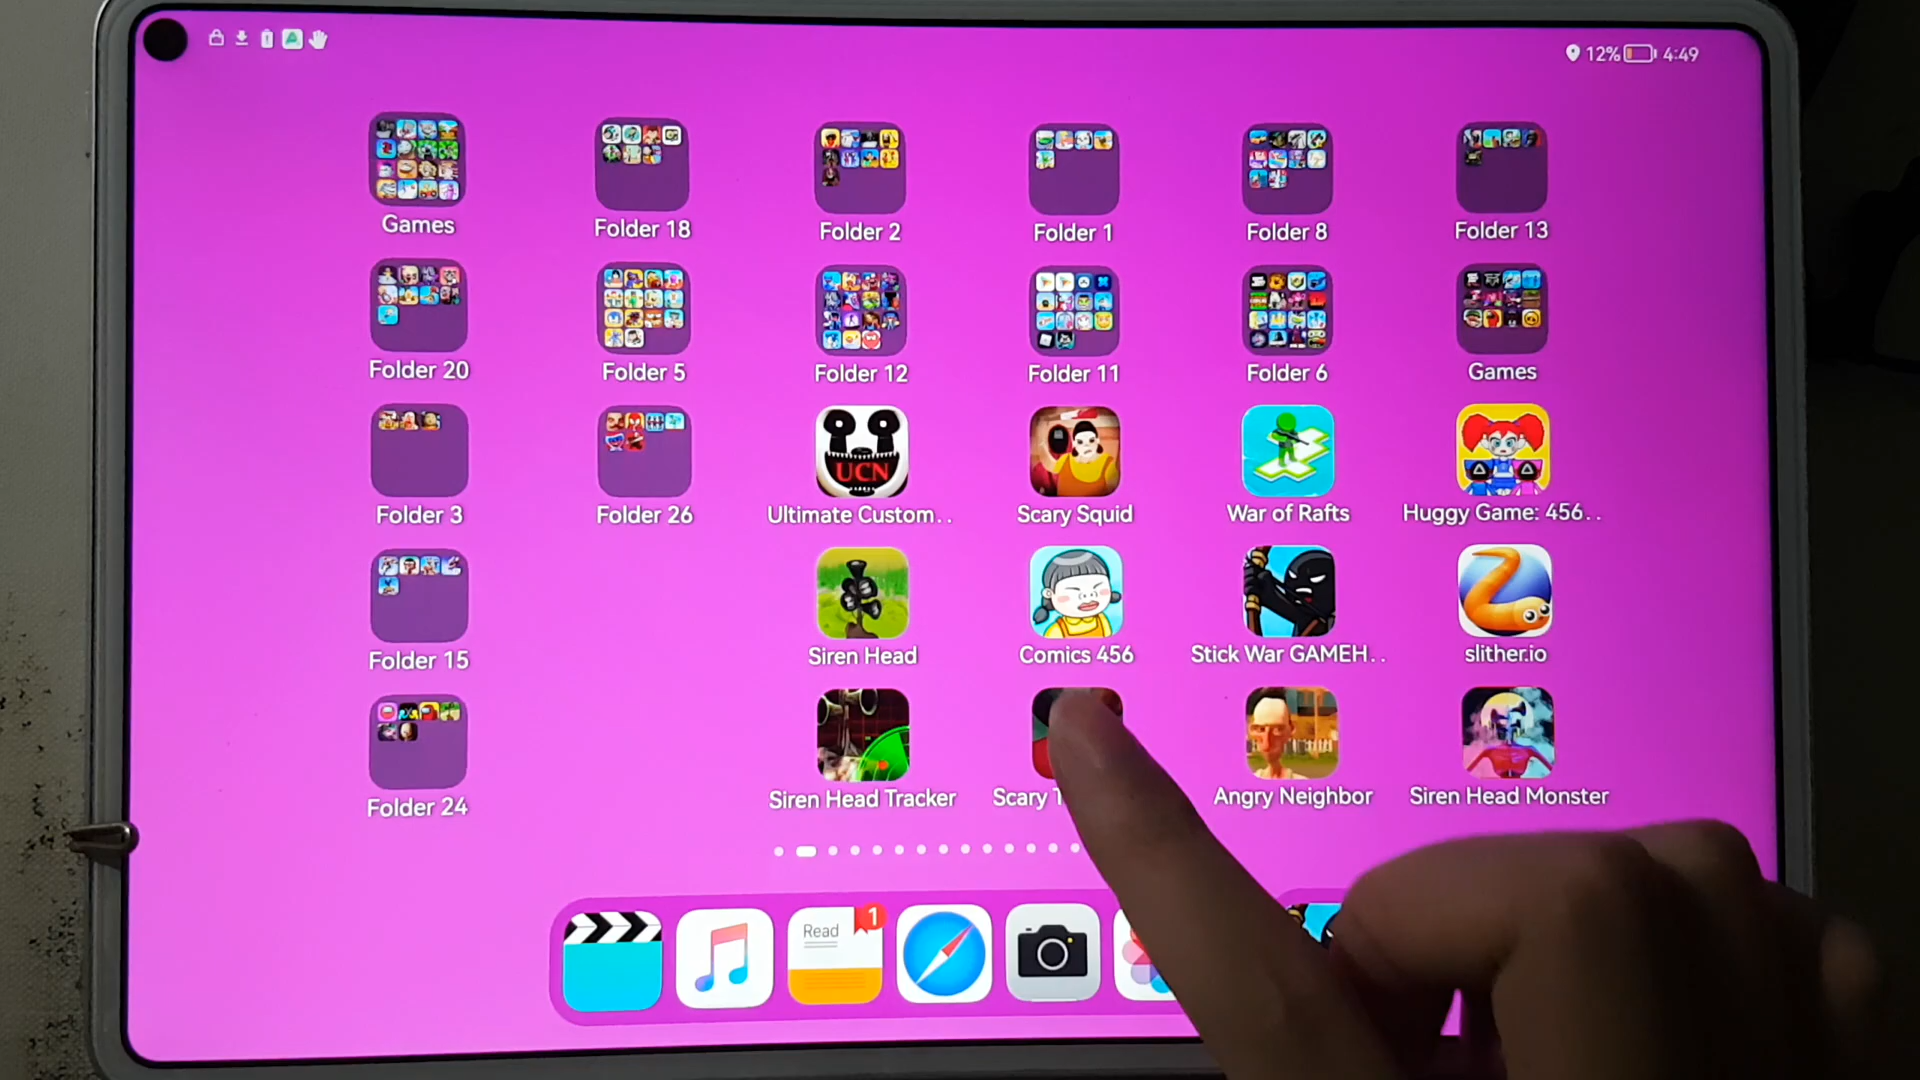 12% 4:49
Games Folder 18 Folder 2 Folder 1 Folder 8 Folder 13
Folder 20 Folder 5 Folder 12 Folder 11 Folder 6 Games
UCN
Folder 3 Folder 26 Ultimate Custom.. Scary Squid War of Rafts Huggy Game: 456..
Folder 15 Siren Head Comics 456 Stick War GAMEH.. slither.io
Folder 24 Siren Head Tracker Scary Angry Neighbor Siren Head Monster
Read 1